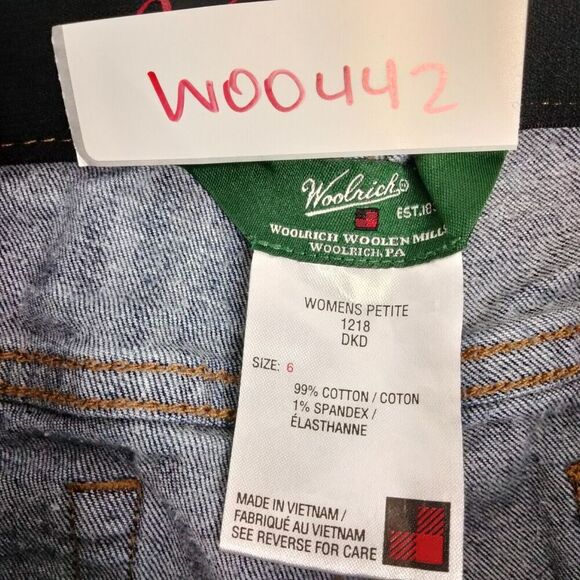 W00442
Woolrich®
EST.18
WOOLRICH WOOLEN MILLS
WOOLRICH, PA
WOMENS PETITE
1218
DKD
SIZE: 6
99% COTTON / COTON
1% SPANDEX /
ÉLASTHANNE
MADE IN VIETNAM /
FABRIQUÉ AU VIETNAM
SEE REVERSE FOR CARE